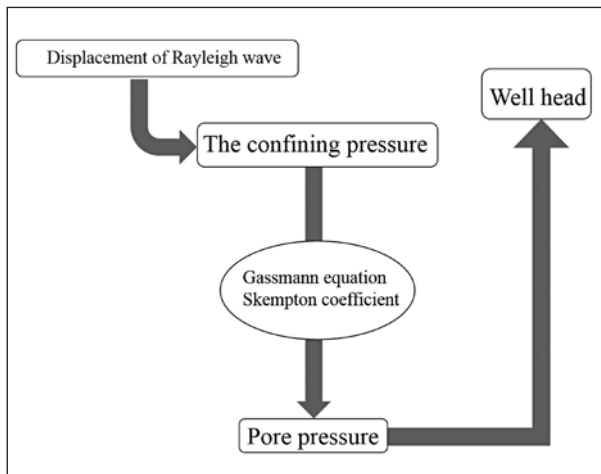 Displacement of Rayleigh wave
Well head
The confining pressure
Gassmann equation
Skempton coefficient
Pore pressure